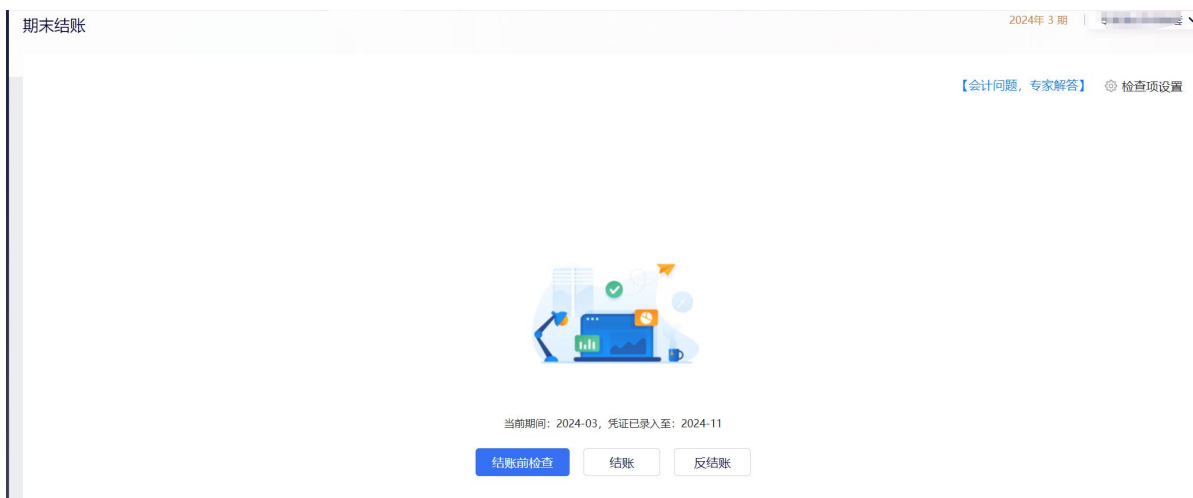 期末结账
2024年 3 期
【会计问题，专家解答】
检查项设置
当前期间：2024-03，凭证已录入至：2024-11
结账前检查
结账
反结账